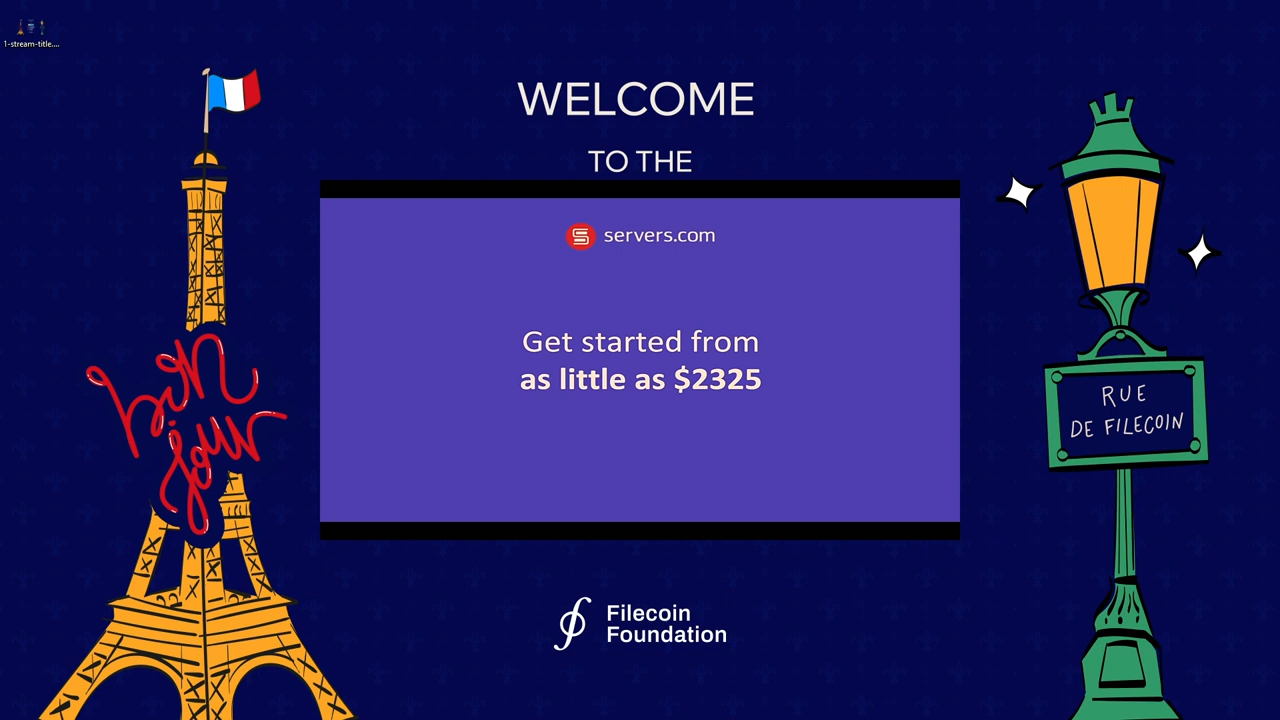 1-stream-title....
WELCOME
TO THE
servers.com
Get started from
as little as $2325
bon
jour
RUE
DE FILECOIN
Filecoin
Foundation